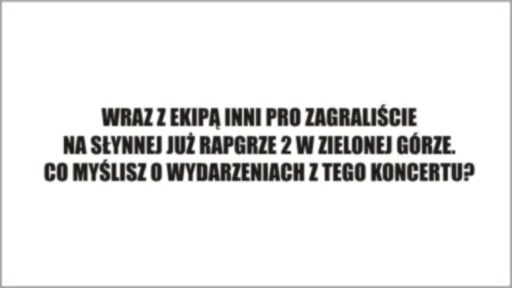 WRAZ Z EKIPĄ INNI PRO ZAGRALIŚCIE
NA SŁYNNEJ JUŻ RAPGRZE 2 W ZIELONEJ GÓRZE.
CO MYŚLISZ O WYDARZENIACH Z TEGO KONCERTU?